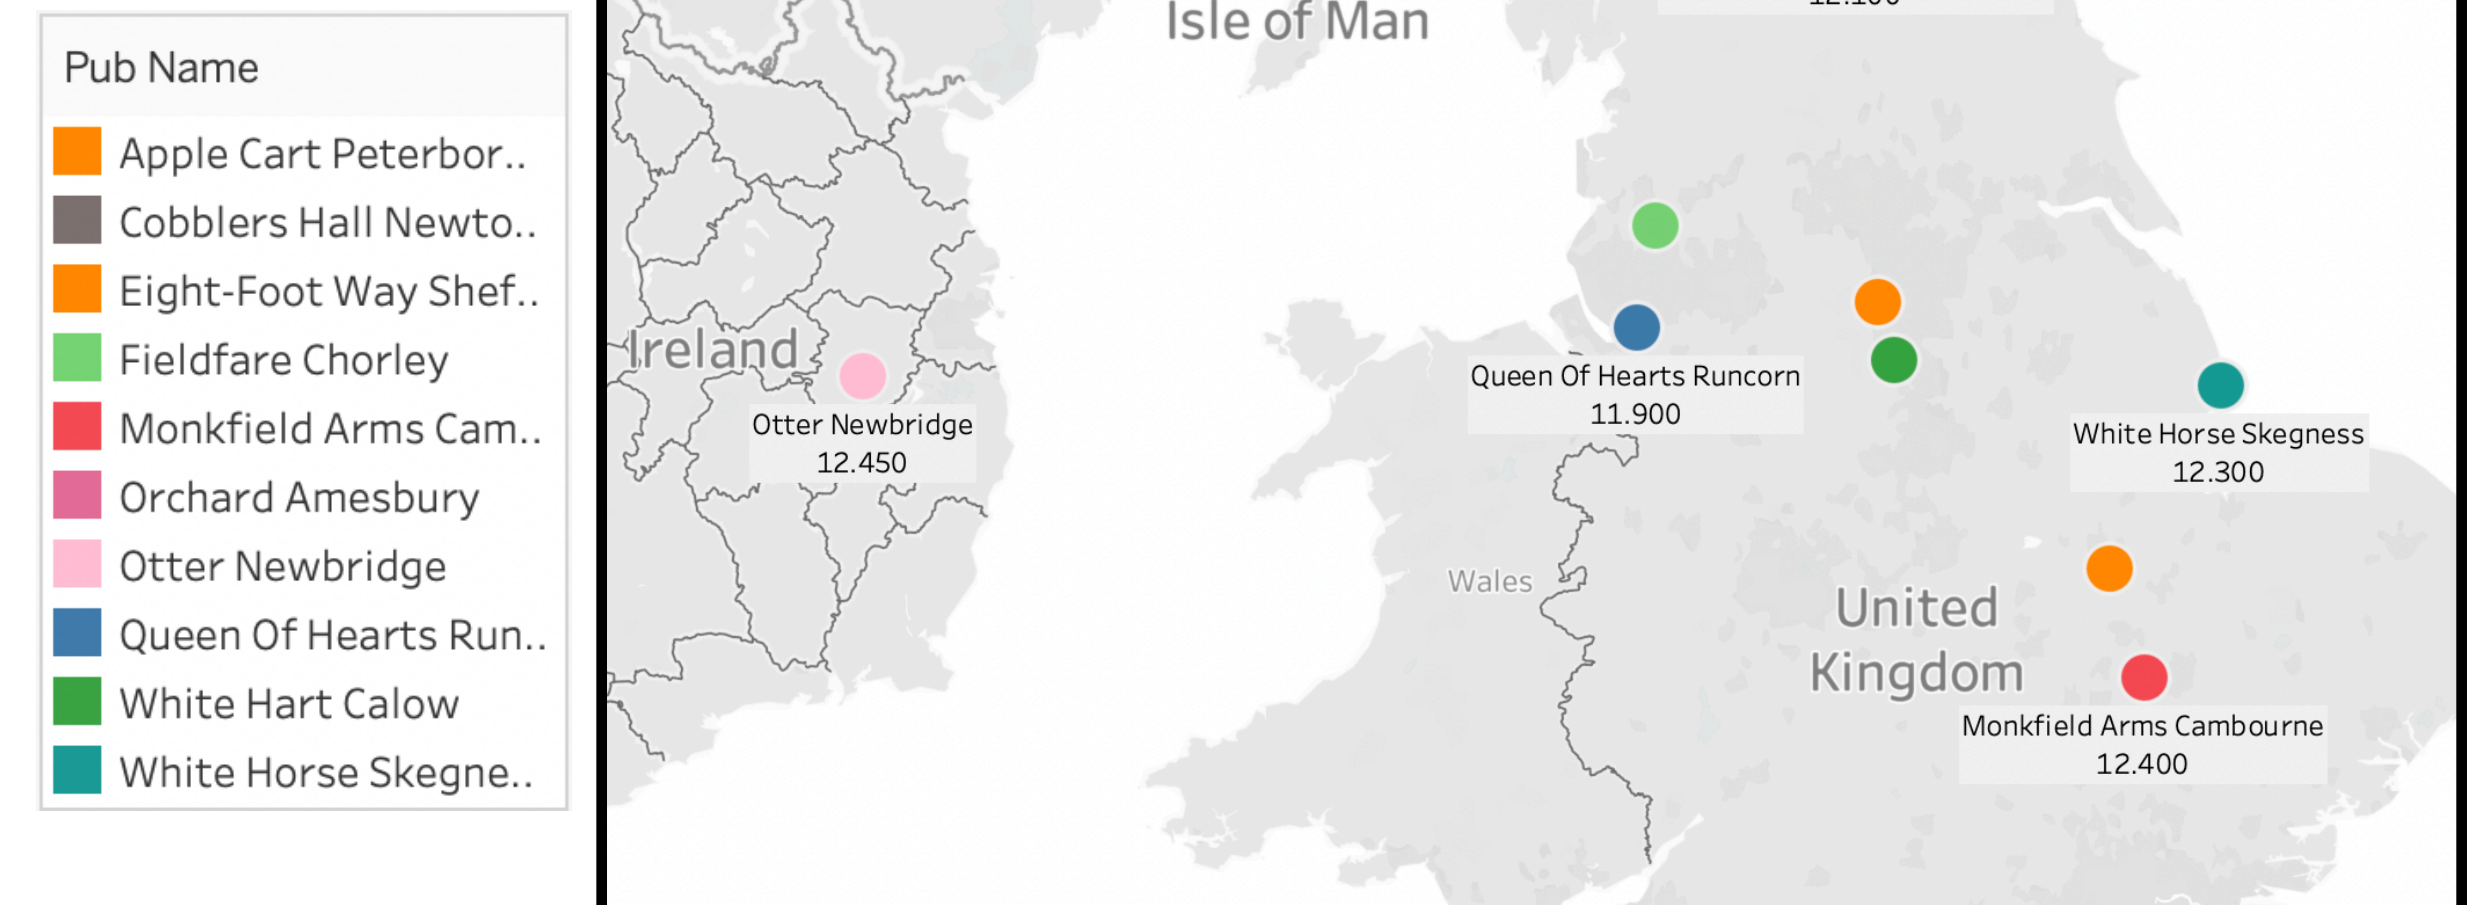 Pub Name
Apple Cart Peterbor..
Cobblers Hall Newto..
Eight-Foot Way Shef..
Fieldfare Chorley
Monkfield Arms Cam..
Orchard Amesbury
Otter Newbridge
Queen Of Hearts Run..
White Hart Calow
White Horse Skegne..
Isle of Man
Ireland
Otter Newbridge
12.450
Queen Of Hearts Runcorn
11.900
White Horse Skegness
12.300
Wales
United
Kingdom
Monkfield Arms Cambourne
12.400